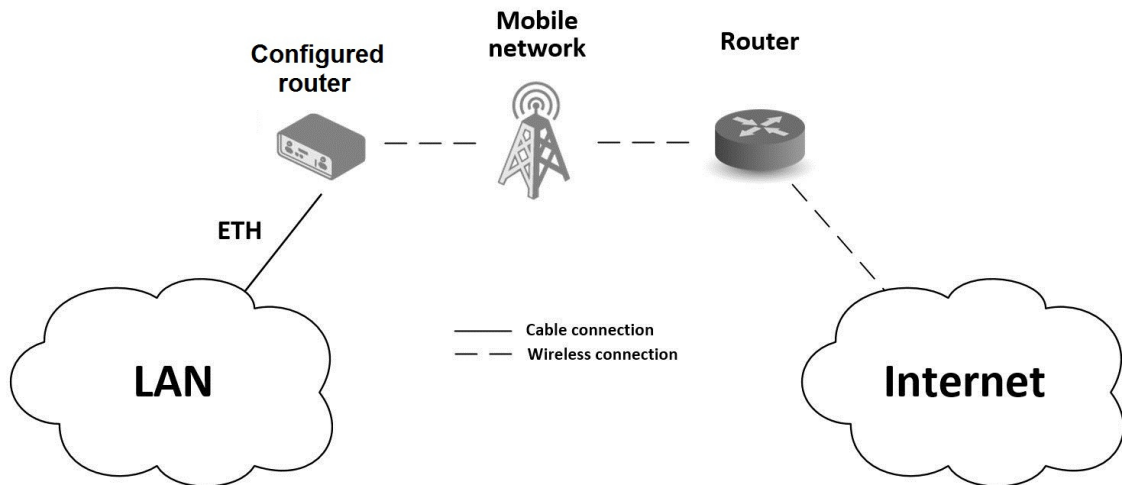 Mobile
network
Router
Configured
router
ETH
Cable connection
Wireless connection
LAN
Internet